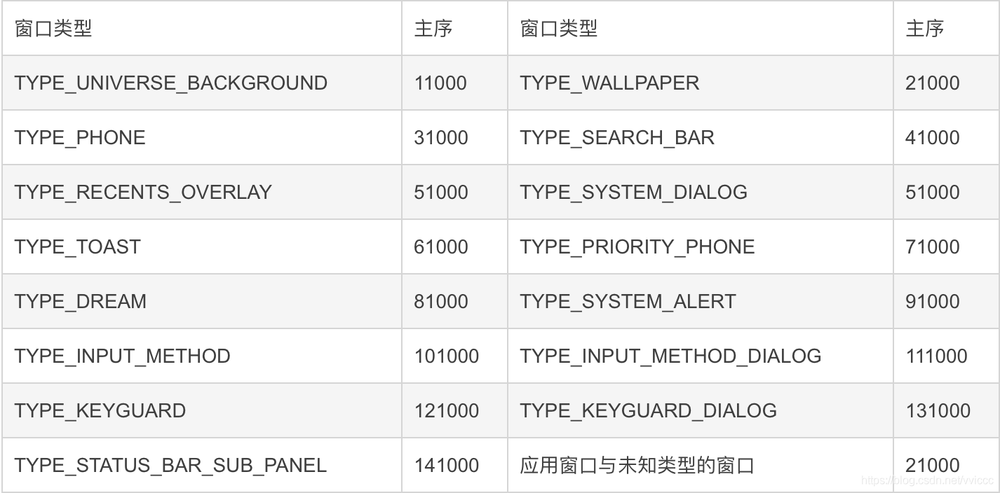 窗口类型 主序 窗口类型 主序
TYPE_UNIVERSE_BACKGROUND 11000 TYPE_WALLPAPER 21000
TYPE_PHONE 31000 TYPE_SEARCH_BAR 41000
TYPE_RECENTS_OVERLAY 51000 TYPE_SYSTEM_DIALOG 51000
TYPE_TOAST 61000 TYPE_PRIORITY_PHONE 71000
TYPE_DREAM 81000 TYPE_SYSTEM_ALERT 91000
TYPE_INPUT_METHOD 101000 TYPE_INPUT_METHOD_DIALOG 111000
TYPE_KEYGUARD 121000 TYPE_KEYGUARD_DIALOG 131000
TYPE_STATUS_BAR_SUB_PANEL 141000 应用窗口与未知类型的窗口 21000
https://blog.csdn.net/vviccc